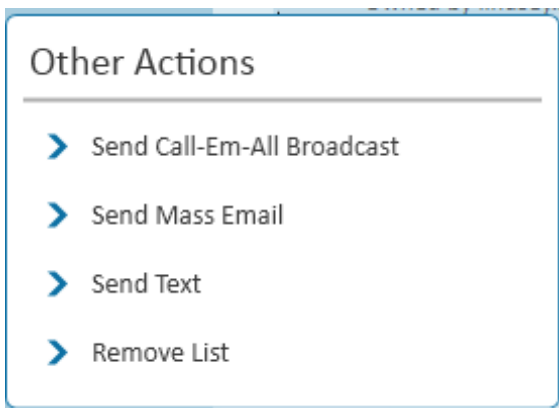 Other Actions
Send Call-Em-All Broadcast
Send Mass Email
Send Text
Remove List